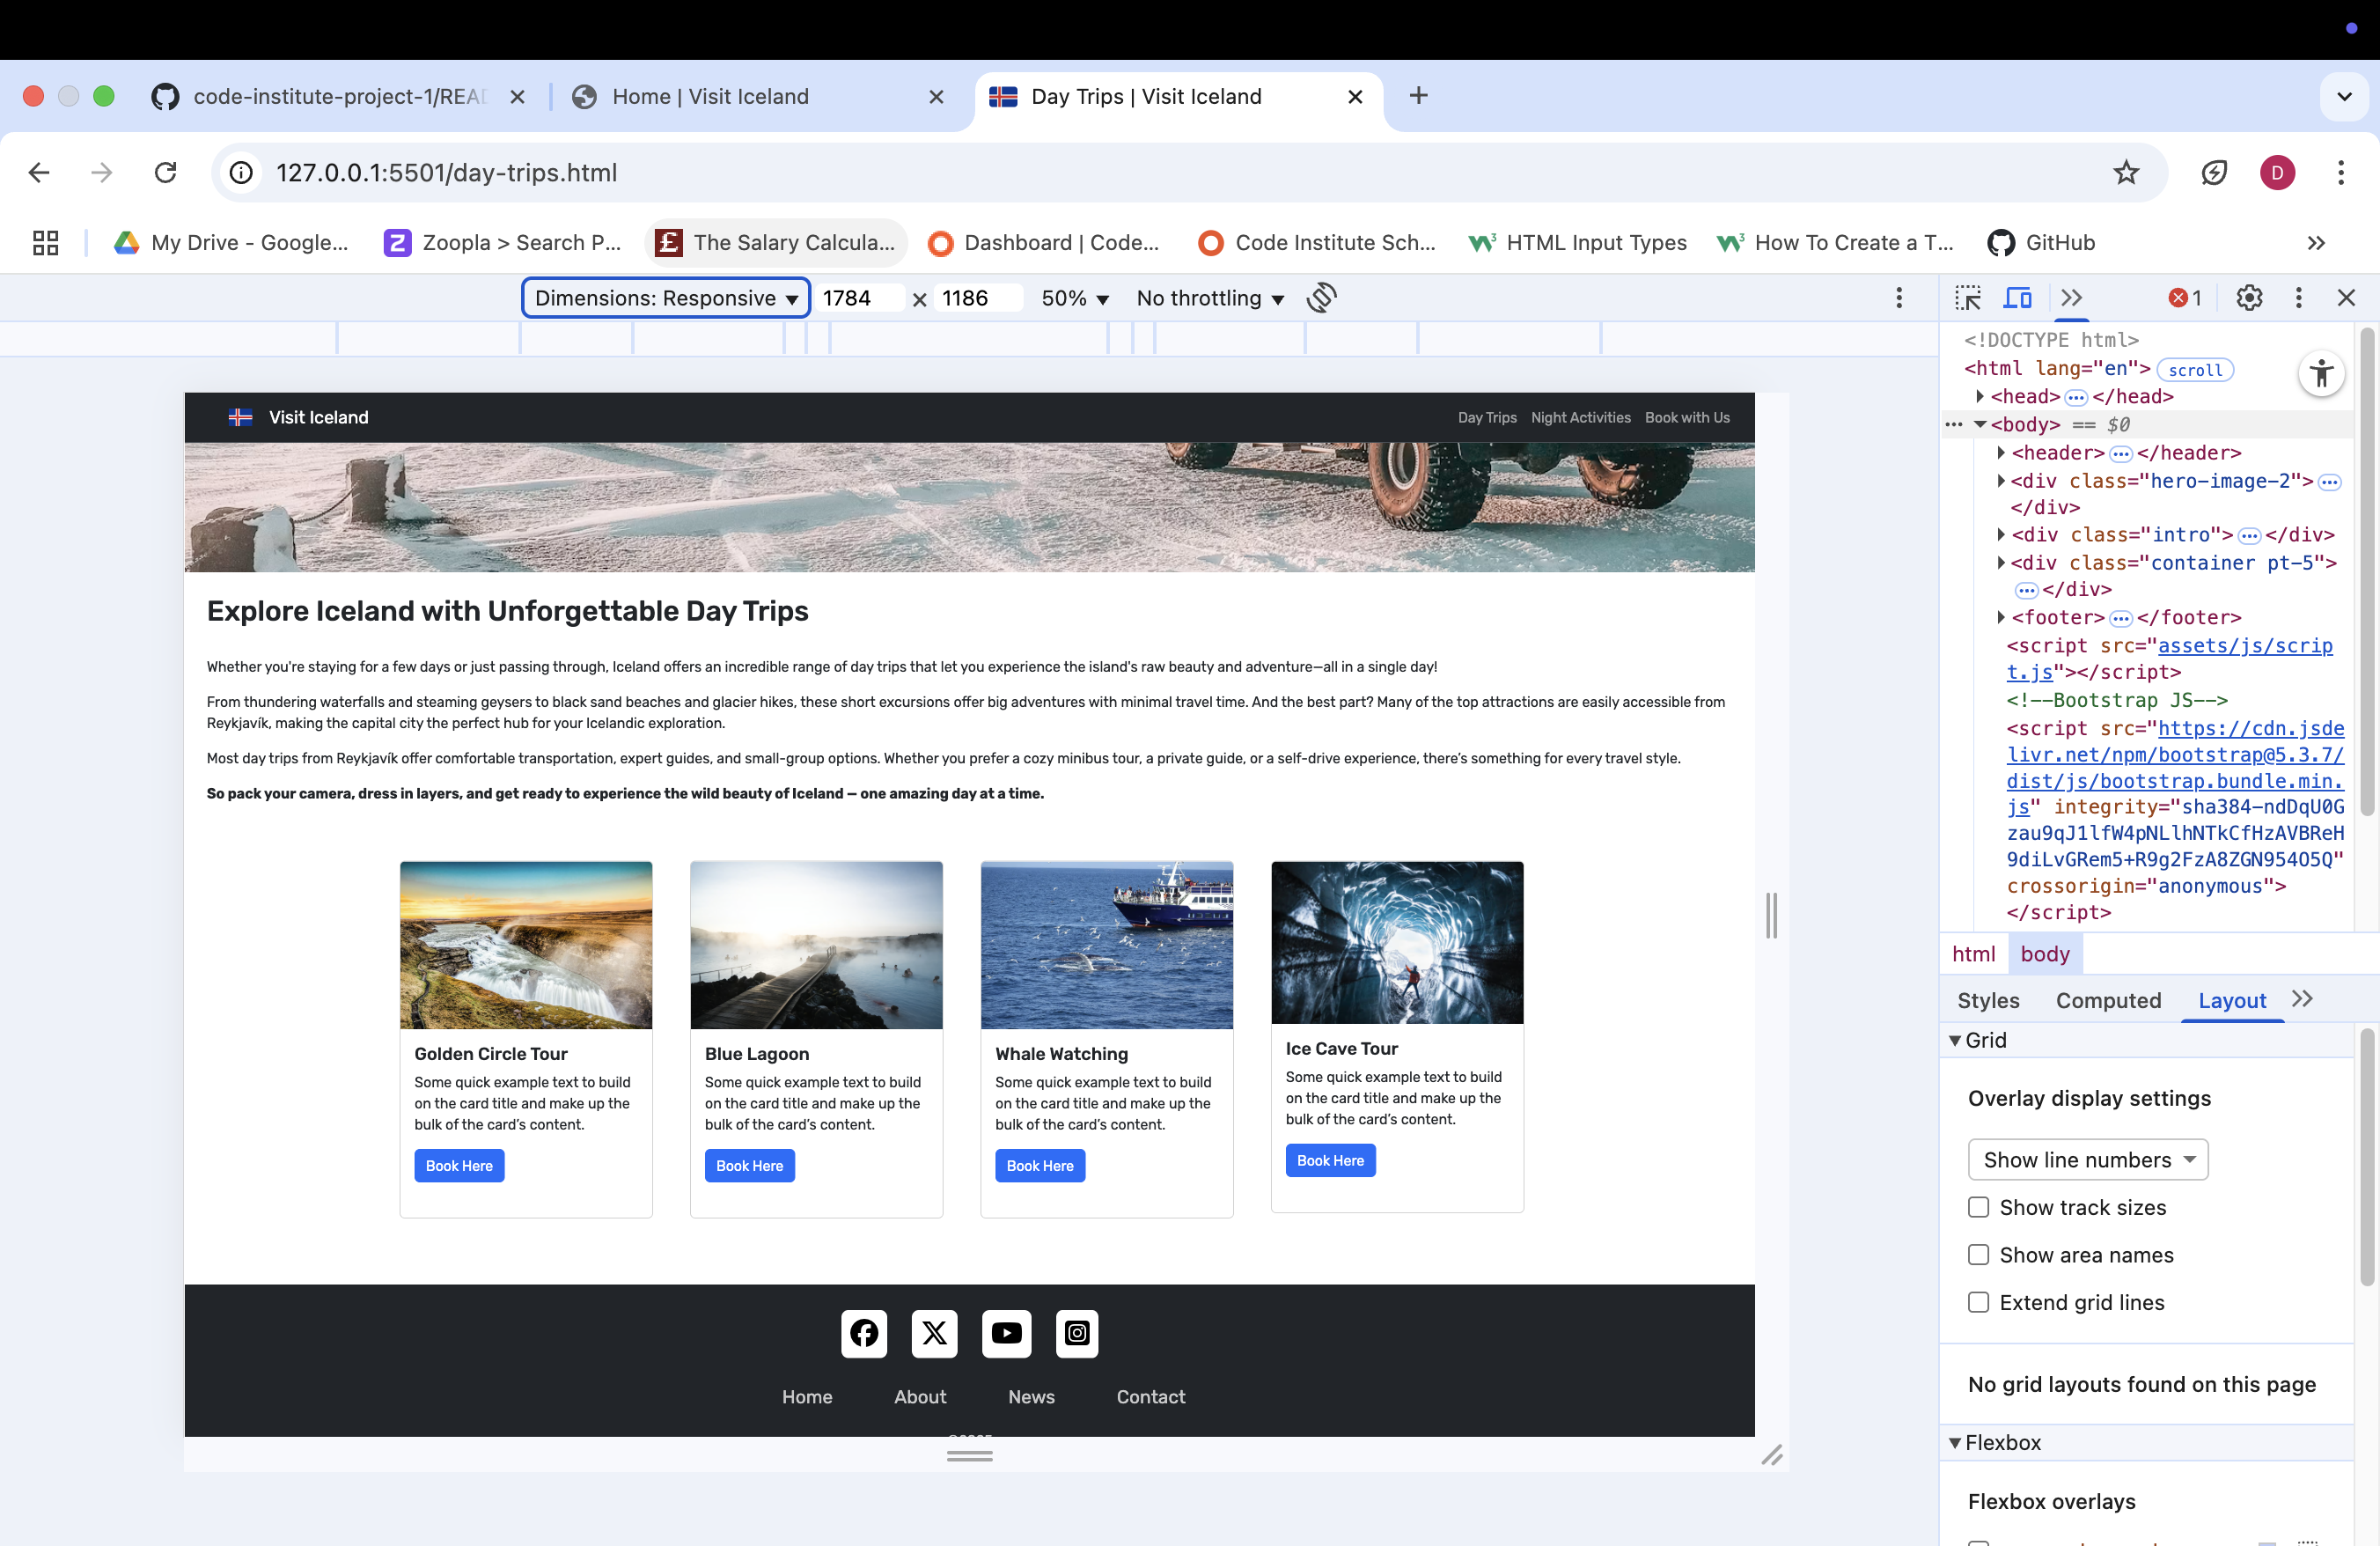 code-institute-project-1/REA
Home | Visit Iceland
Day Trips | Visit Iceland
127.0.0.1:5501/day-trips.html
D
My Drive - Google...
Zoopla > Search P...
The Salary Calcula...
Dashboard | Code...
Code Institute Sch...
HTML Input Types
How To Create a T...
GitHub
Dimensions: Responsive
1784
×
1186
50%
No throttling
1
Visit Iceland
Day Trips
Night Activities
Book with Us
Explore Iceland with Unforgettable Day Trips
Whether you're staying for a few days or just passing through, Iceland offers an incredible range of day trips that let you experience the island's raw beauty and adventure—all in a single day!
From thundering waterfalls and steaming geysers to black sand beaches and glacier hikes, these short excursions offer big adventures with minimal travel time. And the best part? Many of the top attractions are easily accessible from
Reykjavík, making the capital city the perfect hub for your Icelandic exploration.
Most day trips from Reykjavík offer comfortable transportation, expert guides, and small-group options. Whether you prefer a cozy minibus tour, a private guide, or a self-drive experience, there's something for every travel style.
So pack your camera, dress in layers, and get ready to experience the wild beauty of Iceland – one amazing day at a time.
Golden Circle Tour
Some quick example text to build
on the card title and make up the
bulk of the card's content.
Book Here
Blue Lagoon
Some quick example text to build
on the card title and make up the
bulk of the card's content.
Book Here
Whale Watching
Some quick example text to build
on the card title and make up the
bulk of the card's content.
Book Here
Ice Cave Tour
Some quick example text to build
on the card title and make up the
bulk of the card's content.
Book Here
Home
About
News
Contact
<!DOCTYPE html>
<html lang="en"> scroll
<head> ... </head>
... <body> == $0
<header> ... </header>
<div class="hero-image-2"> ...
</div>
<div class="intro"> ... </div>
<div class="container pt-5">
... </div>
<footer> ... </footer>
<script src="assets/js/scrip
t.js"></script>
<!--Bootstrap JS-->
<script src="https://cdn.jsde
livr.net/npm/bootstrap@5.3.7/
dist/js/bootstrap.bundle.min.
js" integrity="sha384-ndDqU0G
zau9qJ1lfW4pNLlhNTkCfHzAVBReH
9diLvGRem5+R9g2FzA8ZGN954O5Q"
crossorigin="anonymous">
</script>
html
body
Styles
Computed
Layout
Grid
Overlay display settings
Show line numbers
Show track sizes
Show area names
Extend grid lines
No grid layouts found on this page
Flexbox
Flexbox overlays